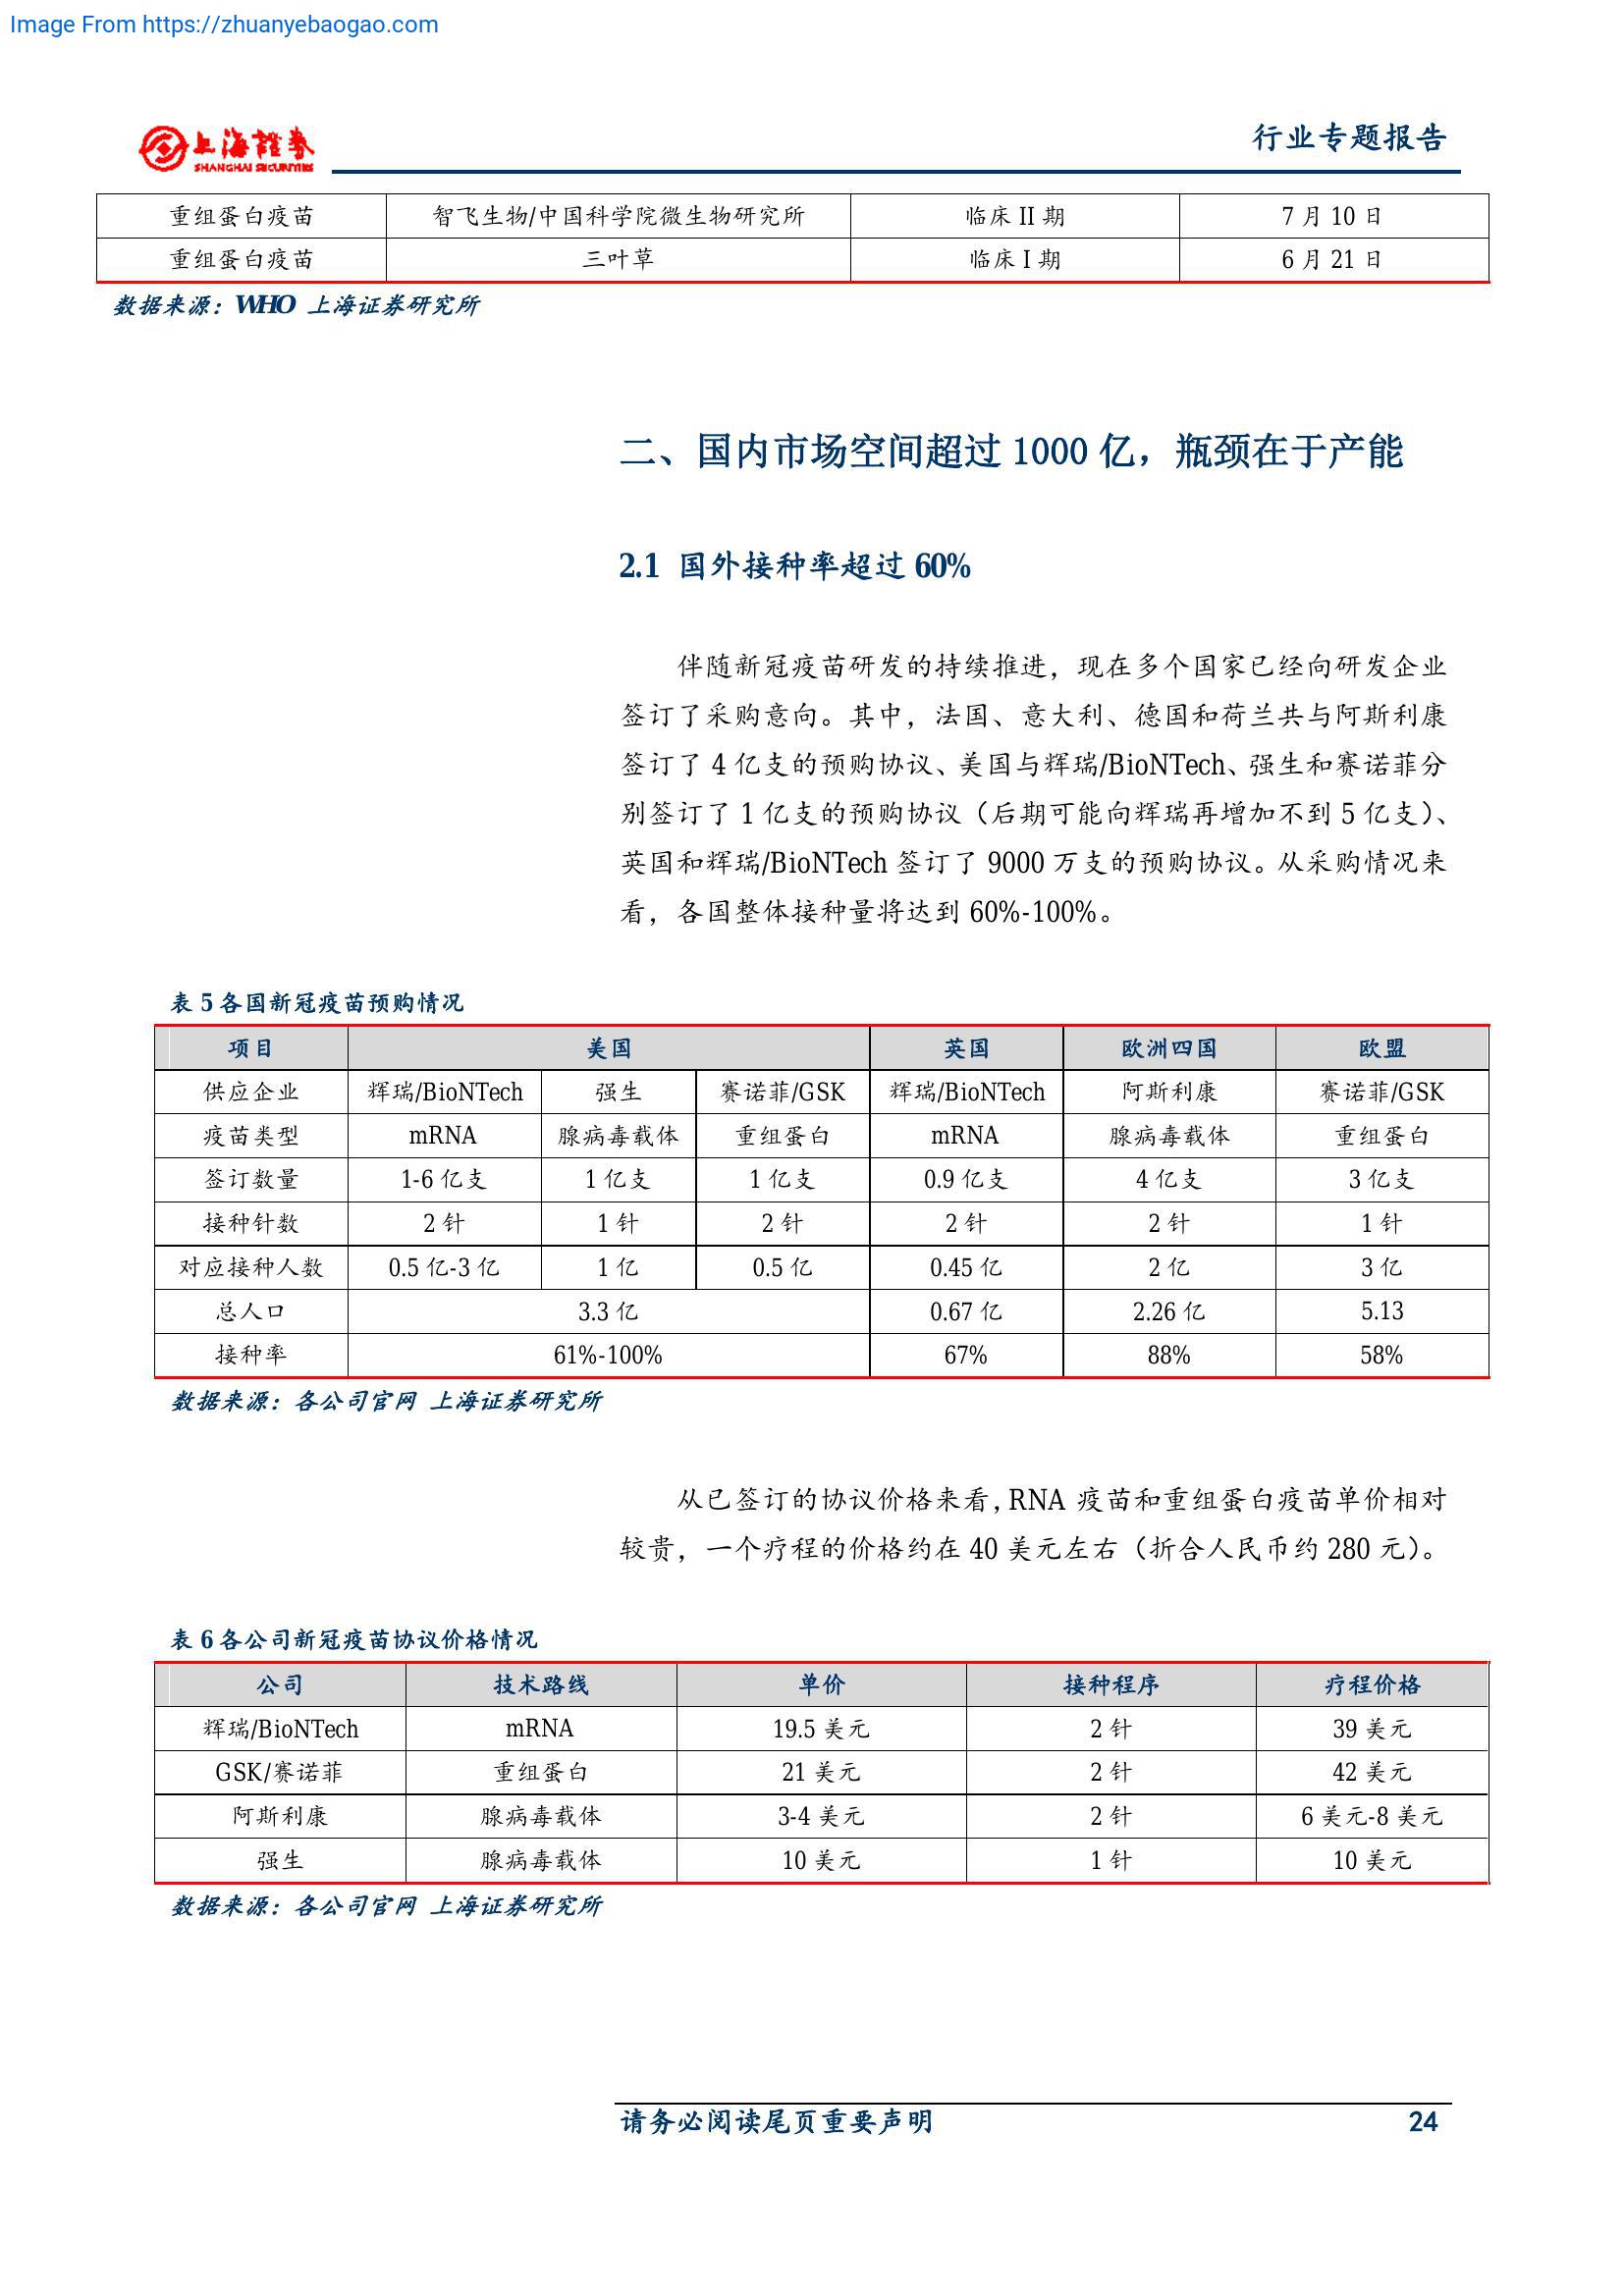 Image From https://zhuanyebaogao.com
上海證券
SHANGHAI SECURITIES
行业专题报告
重组蛋白疫苗 智飞生物/中国科学院微生物研究所 临床 II 期 7 月 10 日
重组蛋白疫苗 三叶草 临床 I 期 6 月 21 日
数据来源：WHO 上海证券研究所
二、国内市场空间超过 1000 亿，瓶颈在于产能
2.1 国外接种率超过 60%
伴随新冠疫苗研发的持续推进，现在多个国家已经向研发企业
签订了采购意向。其中，法国、意大利、德国和荷兰共与阿斯利康
签订了 4 亿支的预购协议、美国与辉瑞/BioNTech、强生和赛诺菲分
别签订了 1 亿支的预购协议（后期可能向辉瑞再增加不到 5 亿支）、
英国和辉瑞/BioNTech 签订了 9000 万支的预购协议。从采购情况来
看，各国整体接种量将达到 60%-100%。
表 5 各国新冠疫苗预购情况
项目 美国 英国 欧洲四国 欧盟
供应企业 辉瑞/BioNTech 强生 赛诺菲/GSK 辉瑞/BioNTech 阿斯利康 赛诺菲/GSK
疫苗类型 mRNA 腺病毒载体 重组蛋白 mRNA 腺病毒载体 重组蛋白
签订数量 1-6 亿支 1 亿支 1 亿支 0.9 亿支 4 亿支 3 亿支
接种针数 2 针 1 针 2 针 2 针 2 针 1 针
对应接种人数 0.5 亿-3 亿 1 亿 0.5 亿 0.45 亿 2 亿 3 亿
总人口 3.3 亿 0.67 亿 2.26 亿 5.13
接种率 61%-100% 67% 88% 58%
数据来源：各公司官网 上海证券研究所
从已签订的协议价格来看，RNA 疫苗和重组蛋白疫苗单价相对
较贵，一个疗程的价格约在 40 美元左右（折合人民币约 280 元）。
表 6 各公司新冠疫苗协议价格情况
公司 技术路线 单价 接种程序 疗程价格
辉瑞/BioNTech mRNA 19.5 美元 2 针 39 美元
GSK/赛诺菲 重组蛋白 21 美元 2 针 42 美元
阿斯利康 腺病毒载体 3-4 美元 2 针 6 美元-8 美元
强生 腺病毒载体 10 美元 1 针 10 美元
数据来源：各公司官网 上海证券研究所
请务必阅读尾页重要声明 24